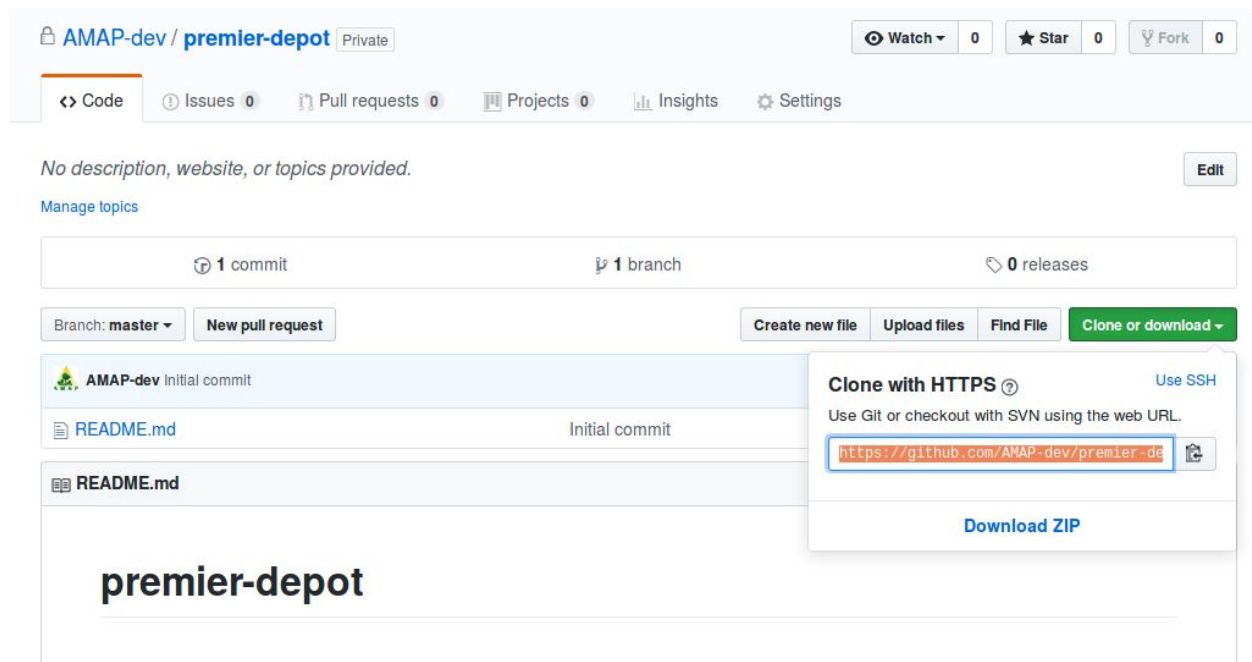 AMAP-dev / premier-depot Private
Watch 0 Star 0 Fork 0
Code Issues 0 Pull requests 0 Projects 0 Insights Settings
No description, website, or topics provided. Edit
Manage topics
1 commit 1 branch 0 releases
Branch: master New pull request Create new file Upload files Find File Clone or download
AMAP-dev Initial commit
Clone with HTTPS ? Use SSH
Use Git or checkout with SVN using the web URL.
README.md Initial commit
https://github.com/AMAP-dev/premier-de
README.md
Download ZIP
premier-depot